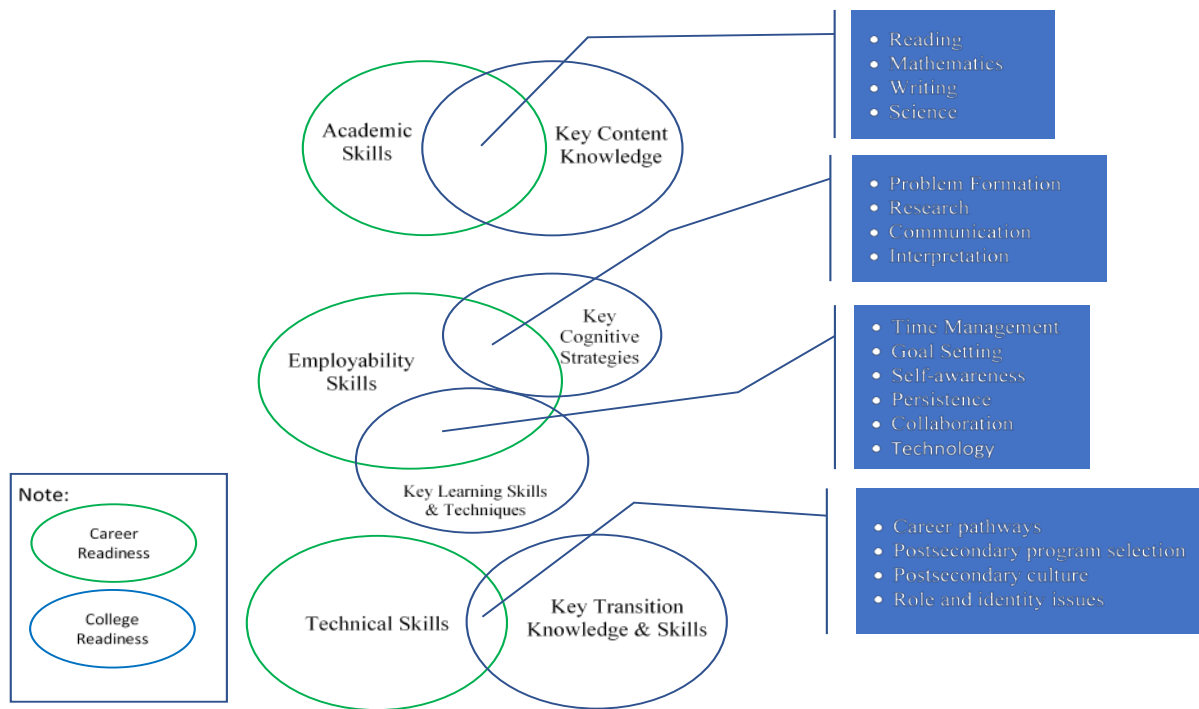 Academic
Skills
Key Content
Knowledge
• Reading
• Mathematics
• Writing
• Science
Key
Cognitive
Strategies
Employability
Skills
Key Learning Skills
& Techniques
• Problem Formation
• Research
• Communication
• Interpretation
• Time Management
• Goal Setting
• Self-awareness
• Persistence
• Collaboration
• Technology
Technical Skills
Key Transition
Knowledge & Skills
• Career pathways
• Postsecondary program selection
• Postsecondary culture
• Role and identity issues
Note:
Career
Readiness
College
Readiness